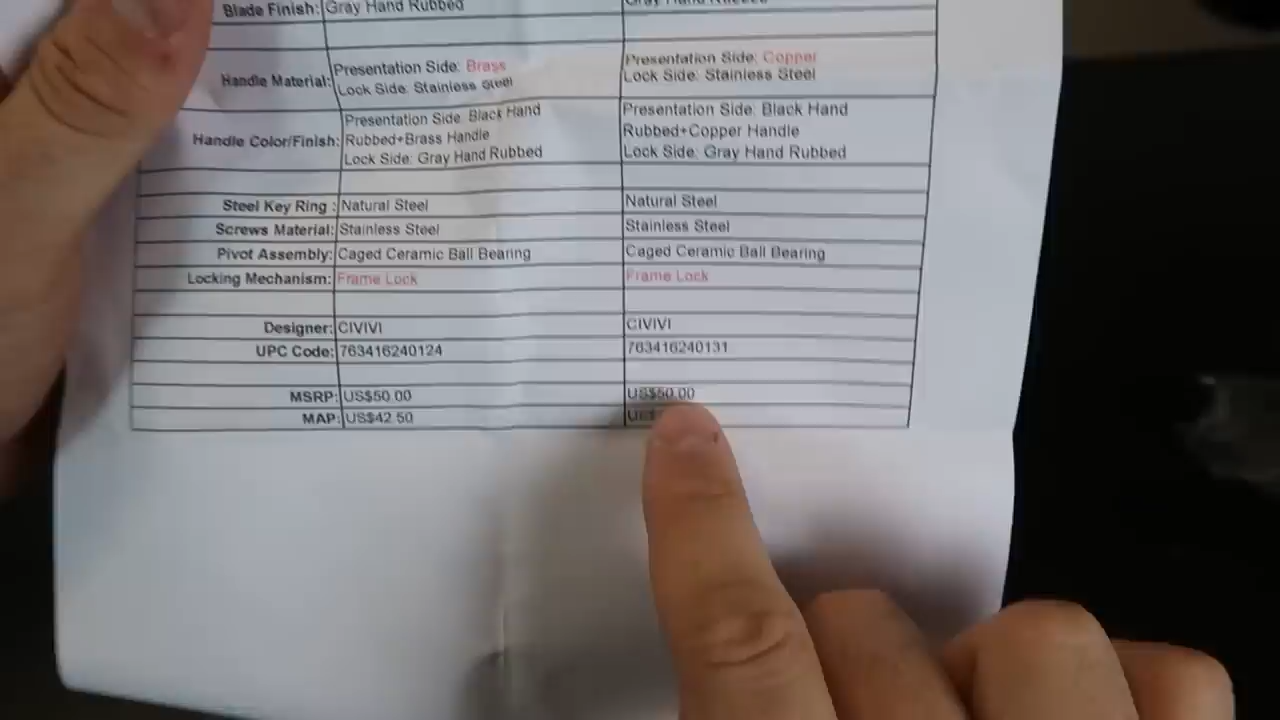 Blade Finish: Gray Hand Rubbed
Handle Material: Presentation Side: Brass Presentation Side: Copper
Lock Side: Stainless Steel Lock Side: Stainless Steel
Handle Color/Finish: Presentation Side: Black Hand Presentation Side: Black Hand
Rubbed+Brass Handle Rubbed+Copper Handle
Lock Side: Gray Hand Rubbed Lock Side: Gray Hand Rubbed
Steel Key Ring : Natural Steel Natural Steel
Screws Material: Stainless Steel Stainless Steel
Pivot Assembly: Caged Ceramic Ball Bearing Caged Ceramic Ball Bearing
Locking Mechanism: Frame Lock Frame Lock
Designer: CIVIVI CIVIVI
UPC Code: 763416240124 763416240131
MSRP: US$50.00 US$50.00
MAP: US$42.50